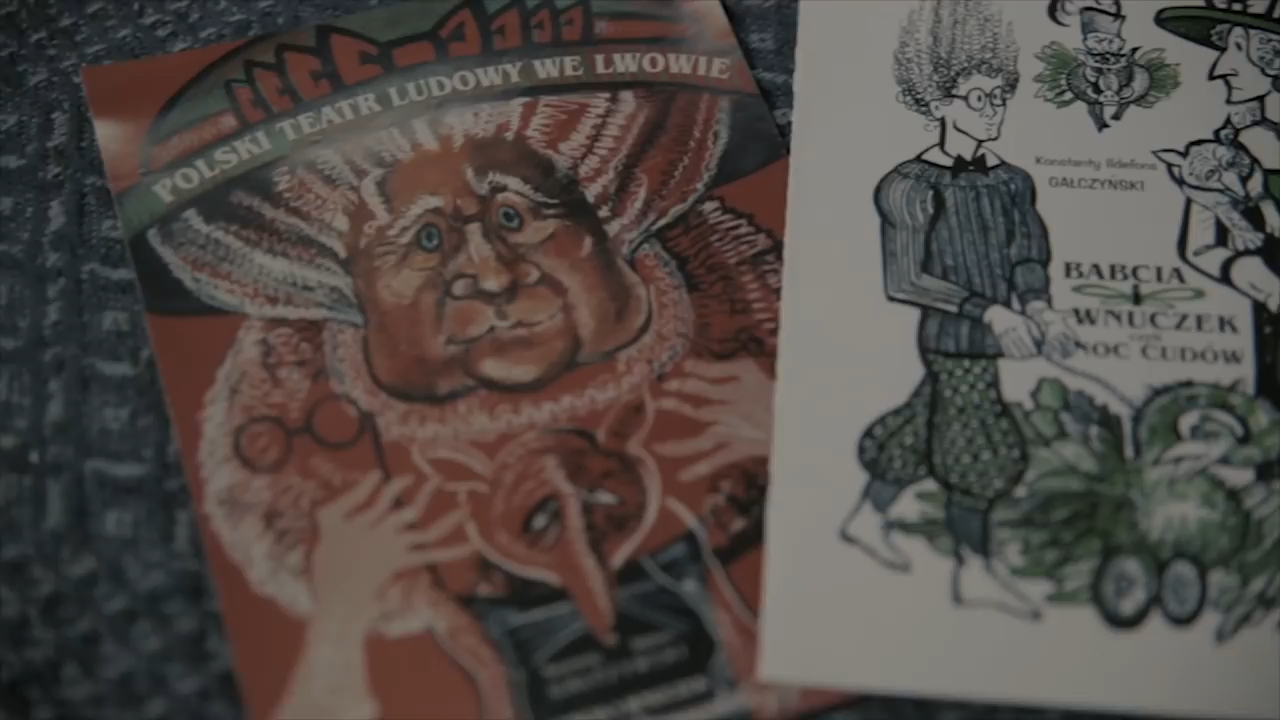 POLSKI TEATR LUDOWY WE LWOWIE
Konstanty Ildefons
GAŁCZYŃSKI
BABCIA
i
WNUCZEK
NOC CUDÓW